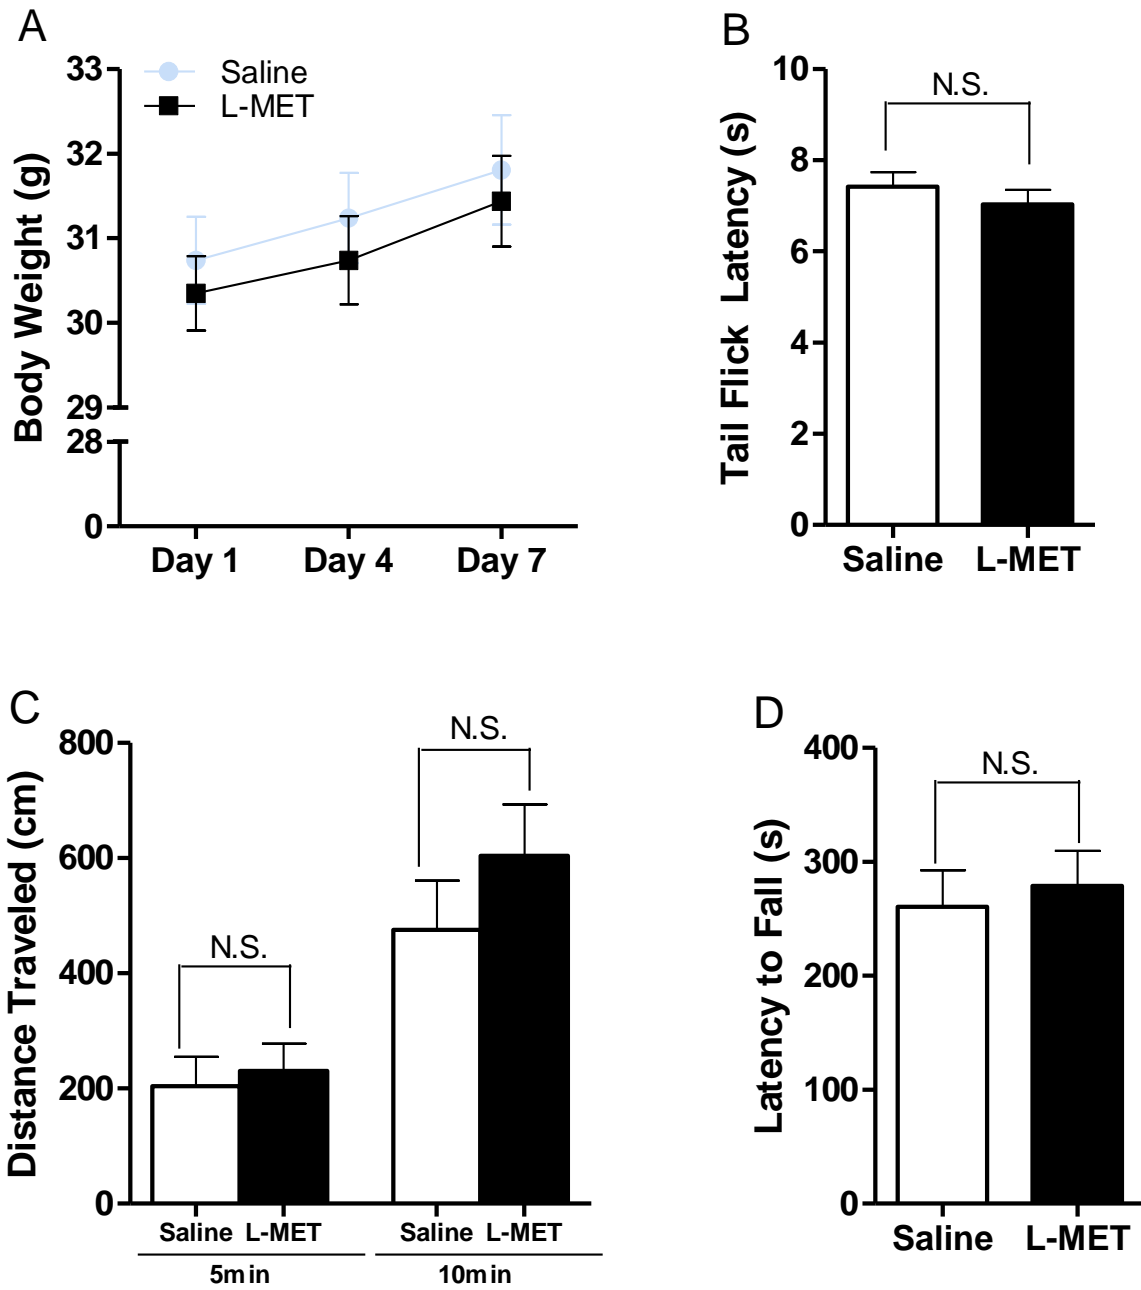 A
Body Weight (g)
33
32
31
30
29
28
0
Saline
L-MET
Day 1 Day 4 Day 7
B
Tail Flick Latency (s)
10
8
6
4
2
0
N.S.
Saline L-MET
C
Distance Traveled (cm)
800
600
400
200
0
N.S.
N.S.
Saline L-MET Saline L-MET
5min 10min
D
Latency to Fall (s)
400
300
200
100
0
N.S.
Saline L-MET